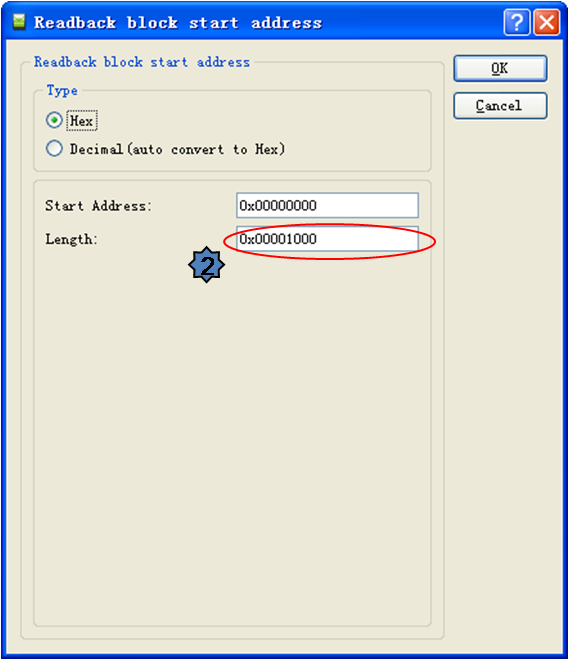 Readback block start address
Readback block start address
OK
Type
Cancel
Hex
Decimal(auto convert to Hex)
Start Address: 0x00000000
Length: 0x00001000
2